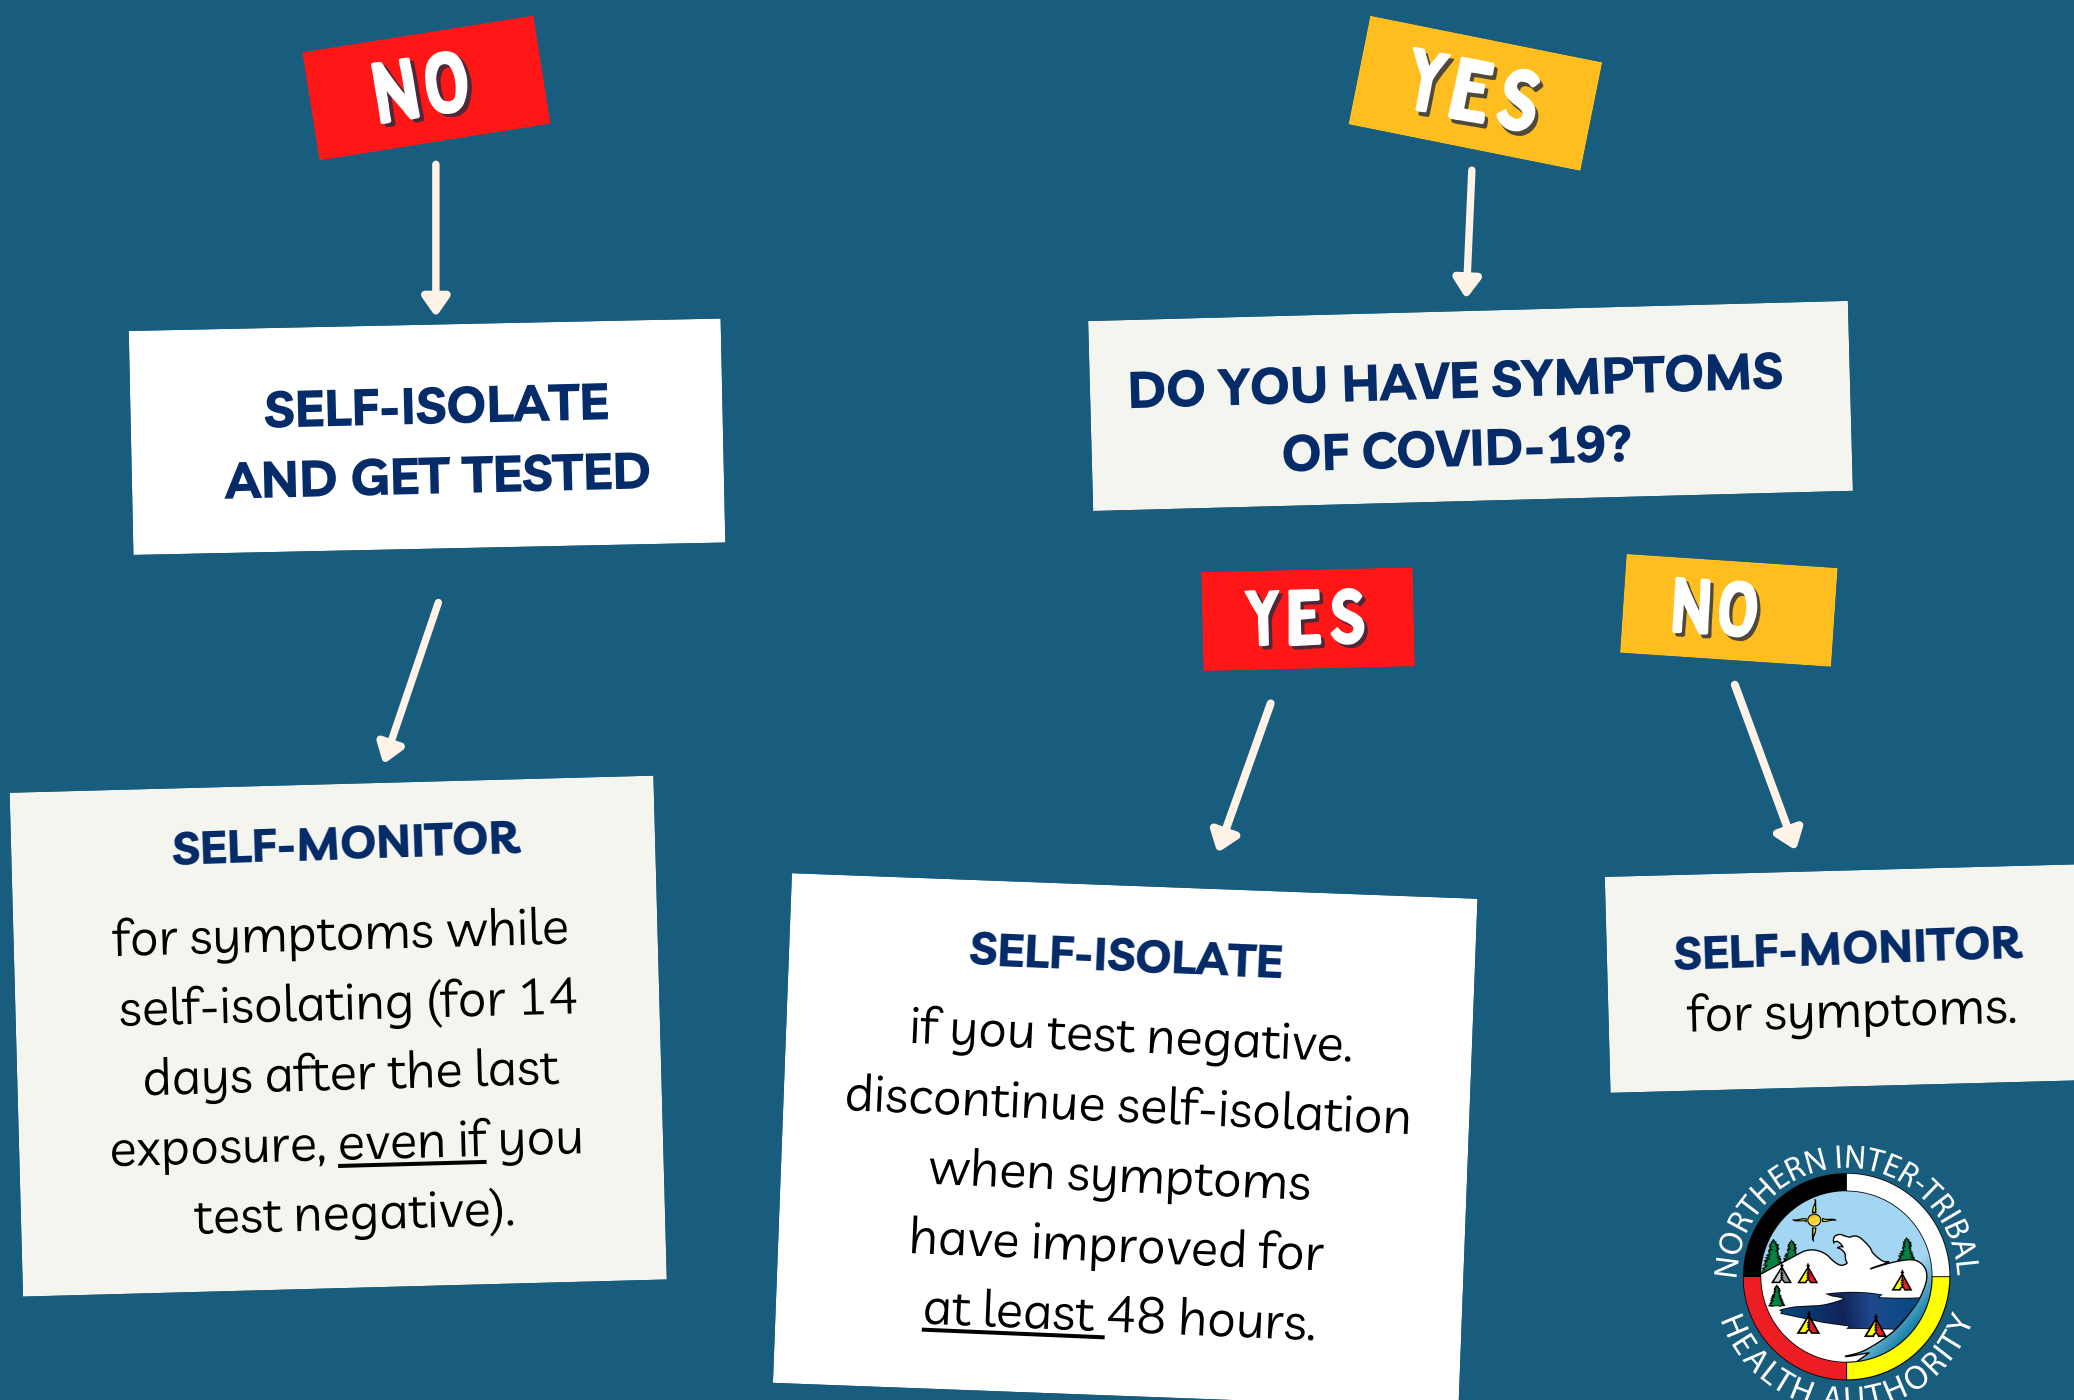 NO
SELF-ISOLATE
AND GET TESTED
SELF-MONITOR
for symptoms while
self-isolating (for 14
days after the last
exposure, even if you
test negative).
YES
DO YOU HAVE SYMPTOMS
OF COVID-19?
YES
SELF-ISOLATE
if you test negative.
discontinue self-isolation
when symptoms
have improved for
at least 48 hours.
NO
SELF-MONITOR
for symptoms.
NORTHERN INTER-TRIBAL
HEALTH AUTHORITY